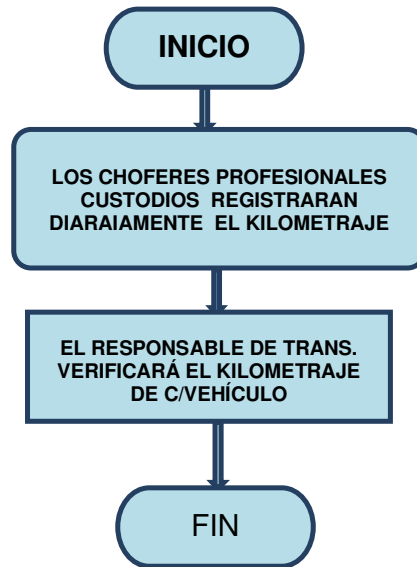 INICIO
LOS CHOFERES PROFESIONALES
CUSTODIOS REGISTRARAN
DIARAIAMENTE EL KILOMETRAJE
EL RESPONSABLE DE TRANS.
VERIFICARÁ EL KILOMETRAJE
DE C/VEHÍCULO
FIN